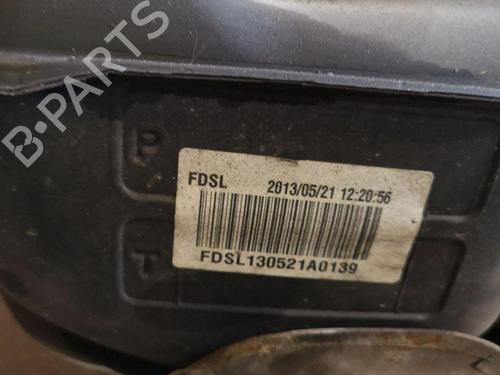 B-PARTS
P
FDSL 2013/05/21 12:20:56
T
FDSL130521A0139